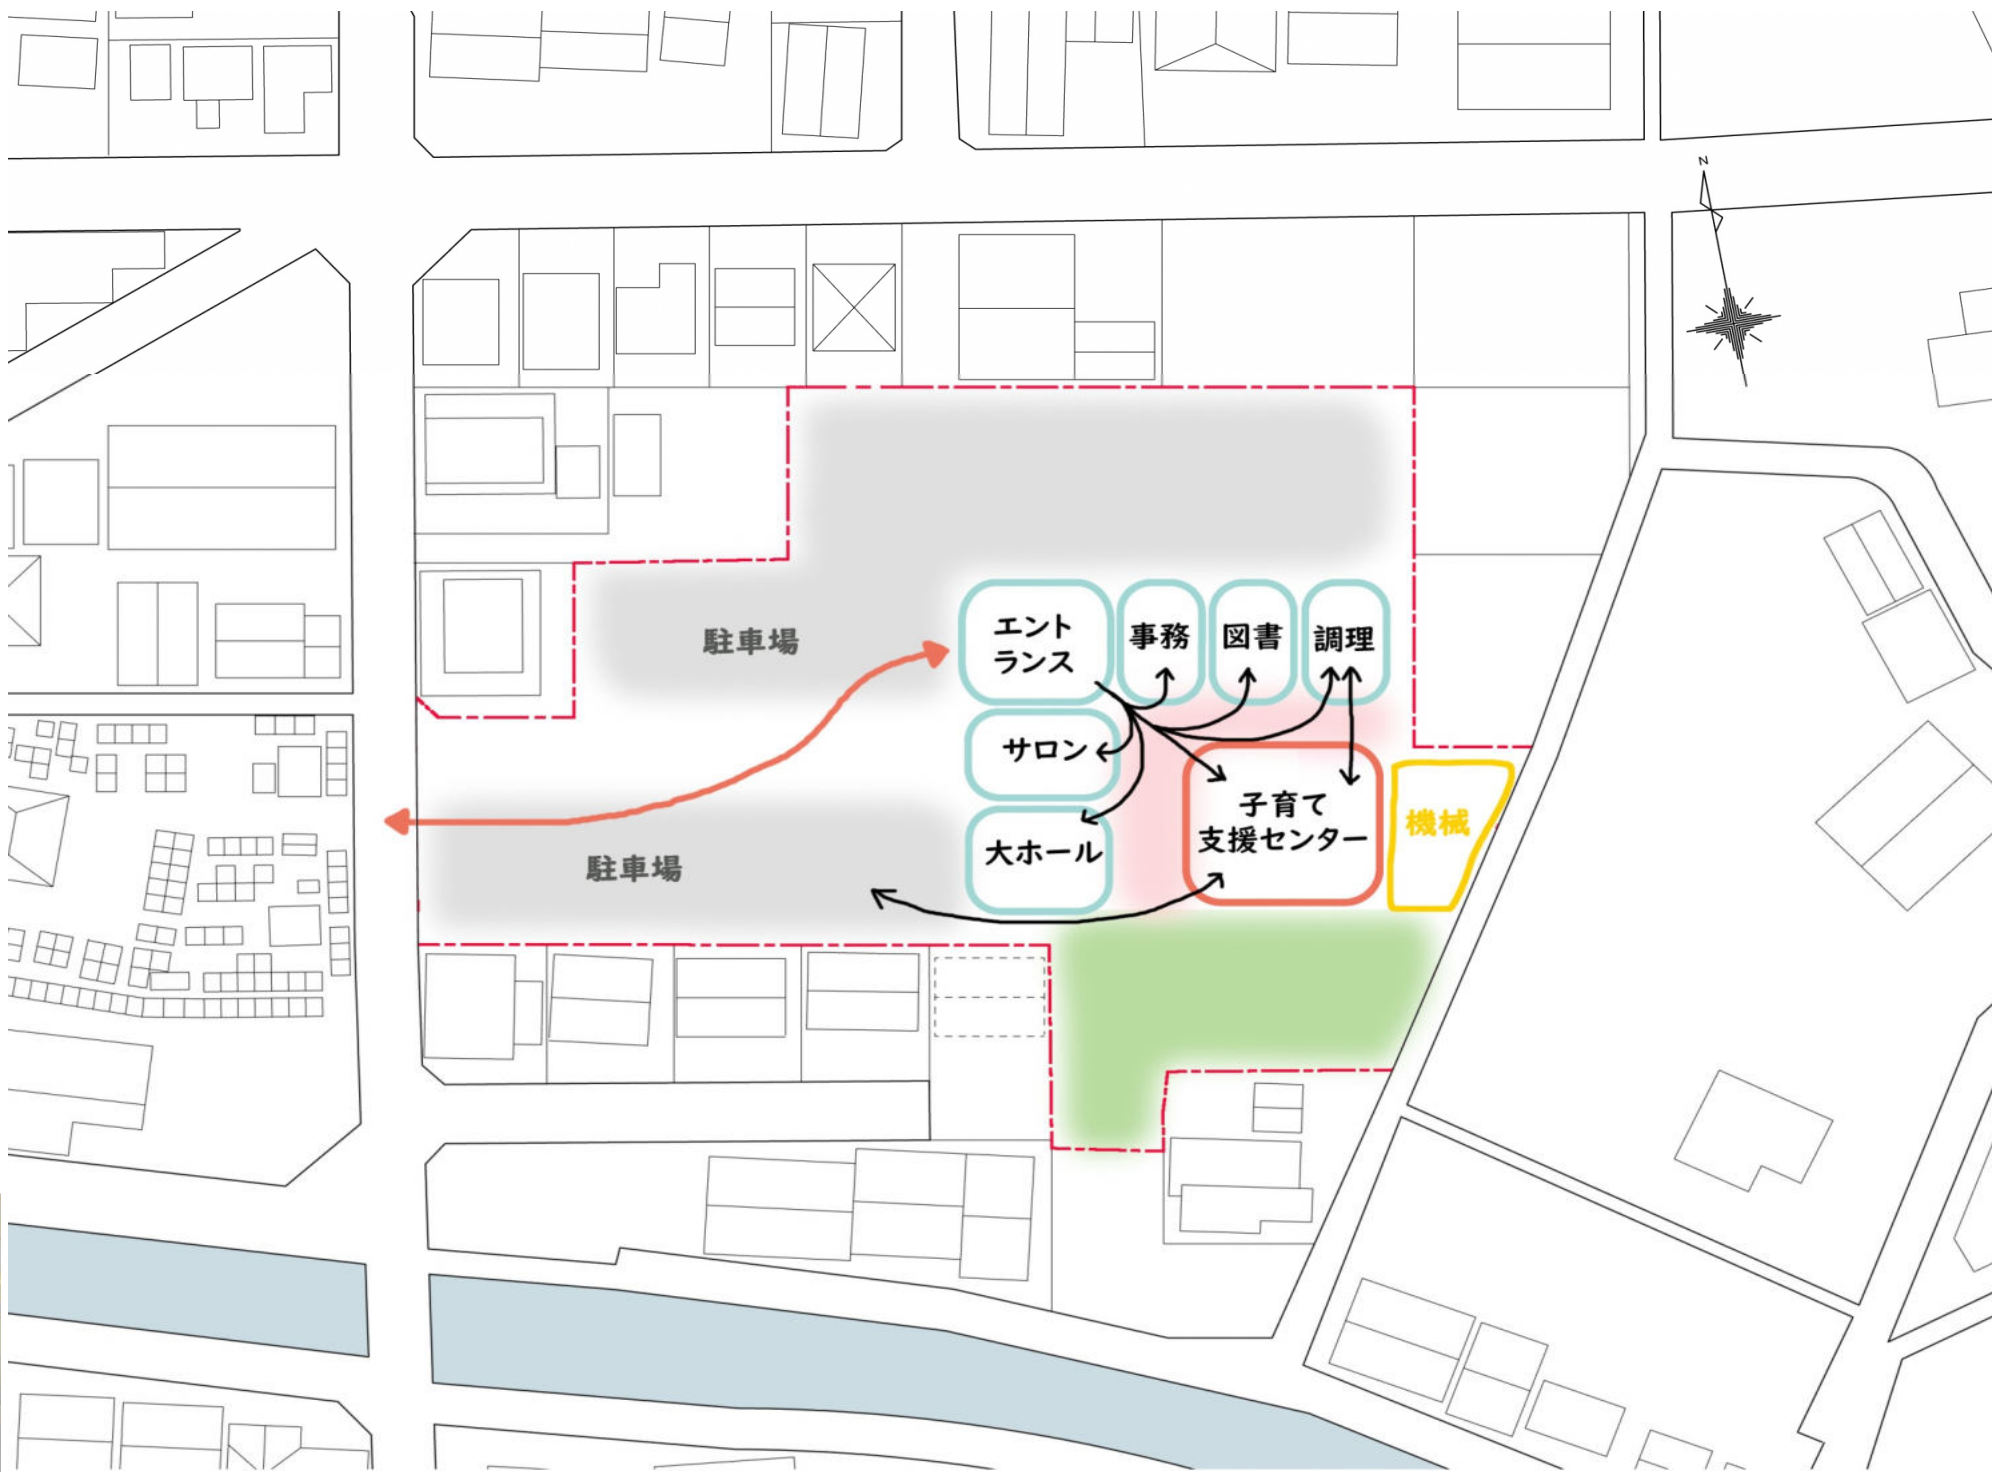 N
エント
ランス
事務
図書
調理
駐車場
サロン
子育て
支援センター
機械
大ホール
駐車場